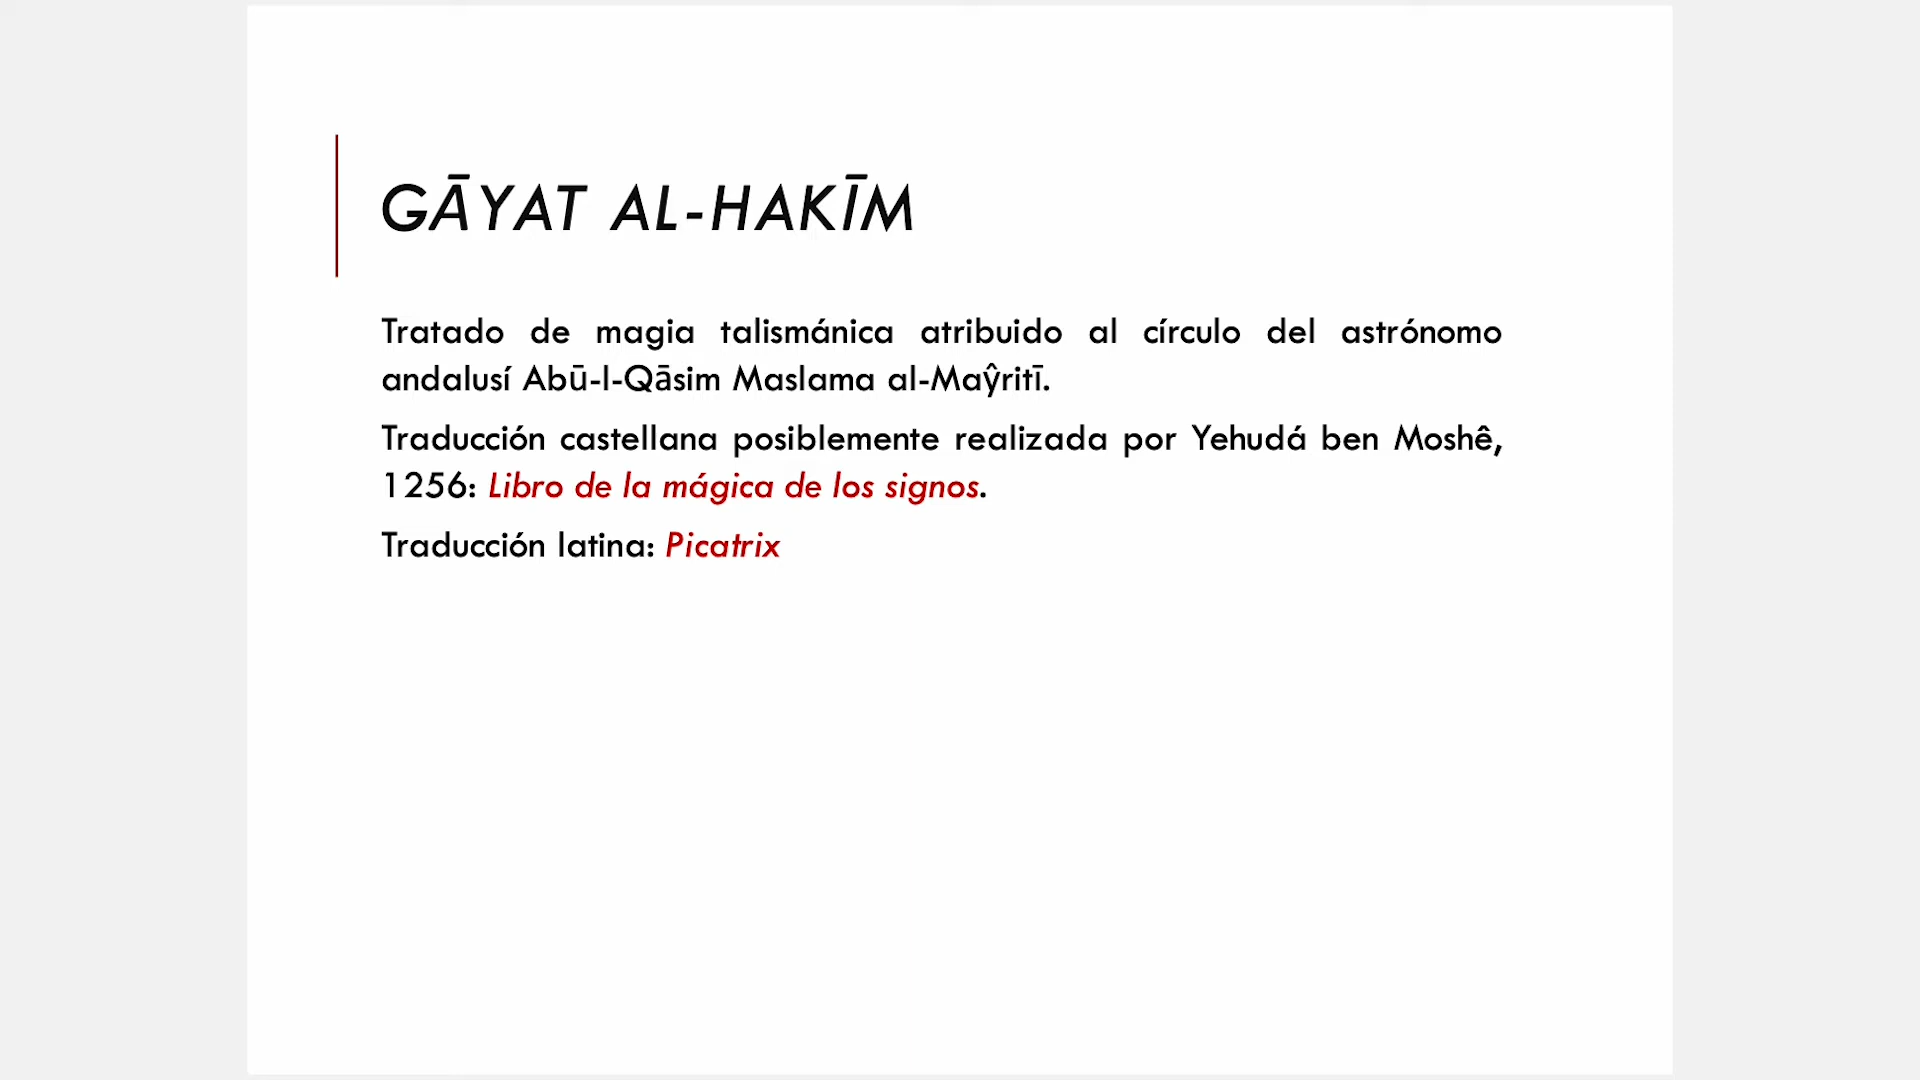 GĀYAT AL-HAKĪM
Tratado de magia talismánica atribuido al círculo del astrónomo
andalusí Abū-l-Qāsim Maslama al-Maŷritī.
Traducción castellana posiblemente realizada por Yehudá ben Moshê,
1256: Libro de la mágica de los signos.
Traducción latina: Picatrix